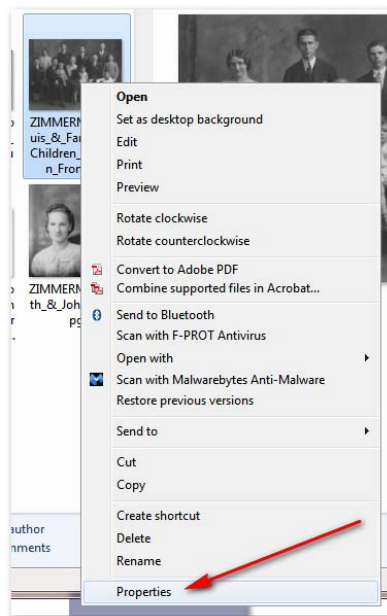 ZIMMERM
uis_&_Fa
Children_
n_Fron
ZIMMERM
th_&_Joh
pg
Open
Set as desktop background
Edit
Print
Preview
Rotate clockwise
Rotate counterclockwise
Convert to Adobe PDF
Combine supported files in Acrobat...
Send to Bluetooth
Scan with F-PROT Antivirus
Open with
Scan with Malwarebytes Anti-Malware
Restore previous versions
Send to
Cut
Copy
Create shortcut
Delete
Rename
Properties
author
mments